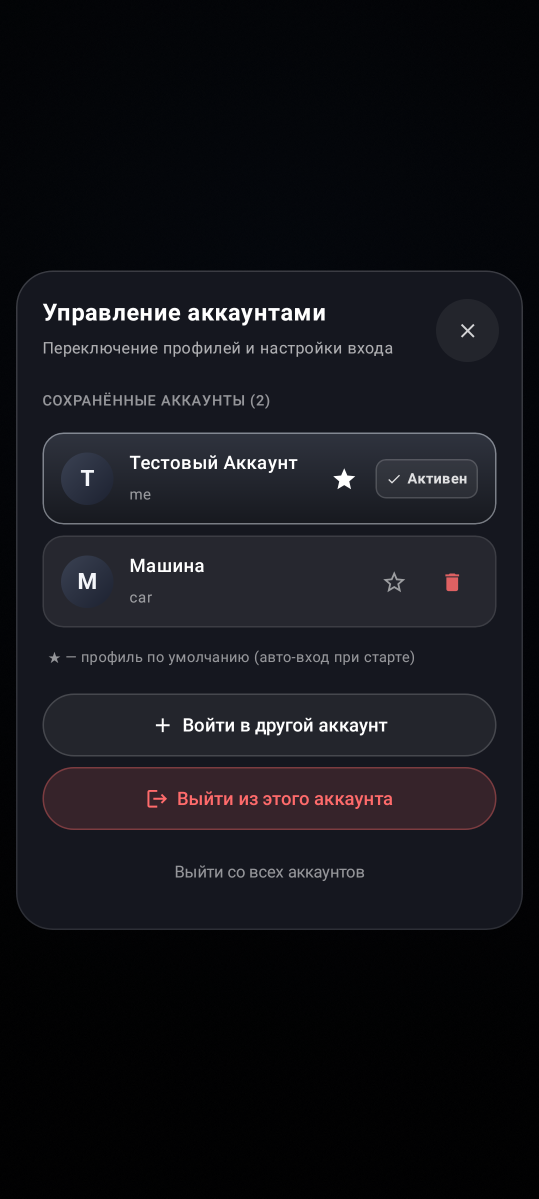 Управление аккаунтами
Переключение профилей и настройки входа
СОХРАНЁННЫЕ АККАУНТЫ (2)
Т
Тестовый Аккаунт
me
Активен
М
Машина
car
★ — профиль по умолчанию (авто-вход при старте)
Войти в другой аккаунт
Выйти из этого аккаунта
Выйти со всех аккаунтов